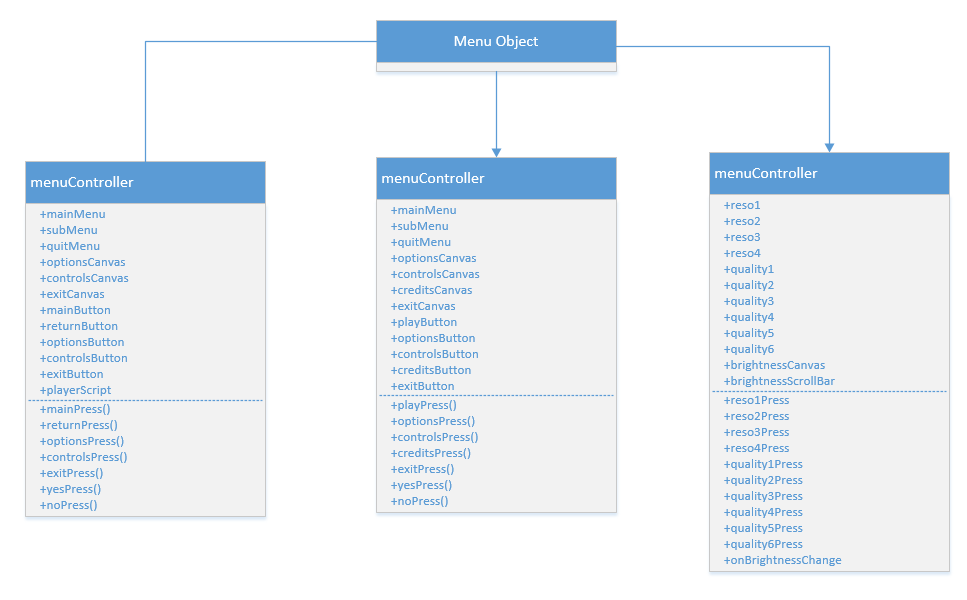 Menu Object
menuController
+mainMenu
+subMenu
+quitMenu
+optionsCanvas
+controlsCanvas
+exitCanvas
+mainButton
+returnButton
+optionsButton
+controlsButton
+exitButton
+playerScript
+mainPress()
+returnPress()
+optionsPress()
+controlsPress()
+exitPress()
+yesPress()
+noPress()
menuController
+mainMenu
+subMenu
+quitMenu
+optionsCanvas
+controlsCanvas
+creditsCanvas
+exitCanvas
+playButton
+optionsButton
+controlsButton
+creditsButton
+exitButton
+playPress()
+optionsPress()
+controlsPress()
+creditsPress()
+exitPress()
+yesPress()
+noPress()
menuController
+reso1
+reso2
+reso3
+reso4
+quality1
+quality2
+quality3
+quality4
+quality5
+quality6
+brightnessCanvas
+brightnessScrollBar
+reso1Press
+reso2Press
+reso3Press
+reso4Press
+quality1Press
+quality2Press
+quality3Press
+quality4Press
+quality5Press
+quality6Press
+onBrightnessChange